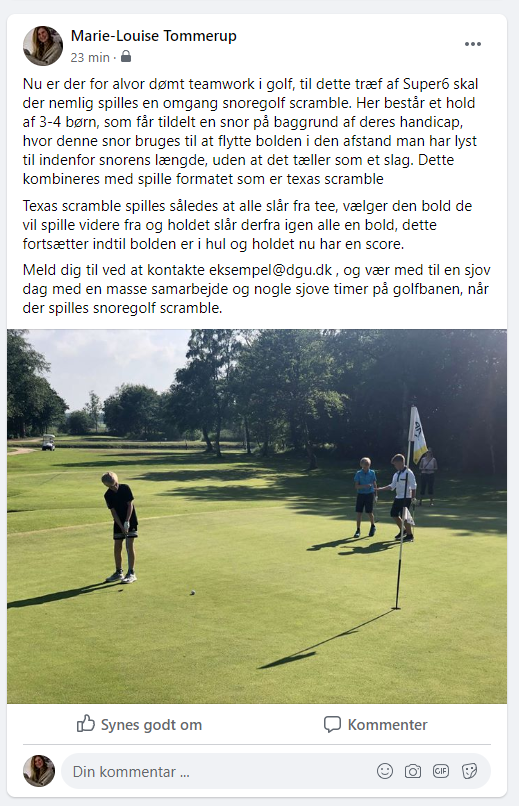 Marie-Louise Tommerup
23 min ·
Nu er der for alvor dømt teamwork i golf, til dette træf af Super6 skal
der nemlig spilles en omgang snoregolf scramble. Her består et hold
af 3-4 børn, som får tildelt en snor på baggrund af deres handicap,
hvor denne snor bruges til at flytte bolden i den afstand man har lyst
til indenfor snorens længde, uden at det tæller som et slag. Dette
kombineres med spille formatet som er texas scramble
Texas scramble spilles således at alle slår fra tee, vælger den bold de
vil spille videre fra og holdet slår derfra igen alle en bold, dette
fortsætter indtil bolden er i hul og holdet nu har en score.
Meld dig til ved at kontakte eksempel@dgu.dk , og vær med til en sjov
dag med en masse samarbejde og nogle sjove timer på golfbanen, når
der spilles snoregolf scramble.
Synes godt om
Kommenter
Din kommentar ...
GIF